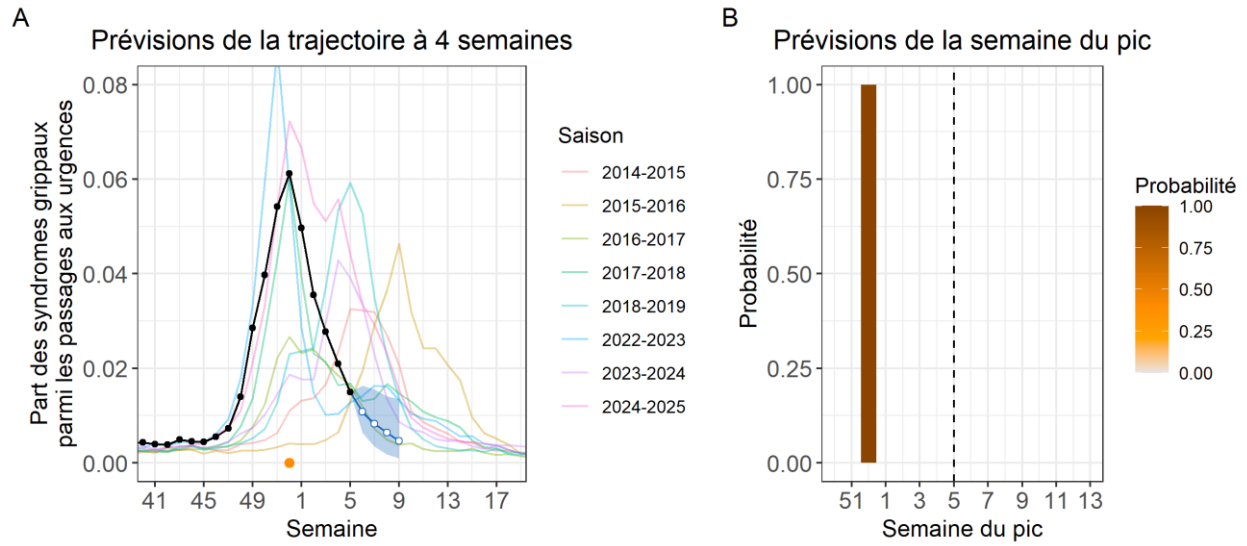 A
Prévisions de la trajectoire à 4 semaines
Part des syndromes grippaux
parmi les passages aux urgences
0.08
0.06
0.04
0.02
0.00
41 45 49 1 5 9 13 17
Semaine
Saison
2014-2015
2015-2016
2016-2017
2017-2018
2018-2019
2022-2023
2023-2024
2024-2025
B
Prévisions de la semaine du pic
Probabilité
1.00
0.75
0.50
0.25
0.00
51 1 3 5 7 9 11 13
Semaine du pic
Probabilité
1.00
0.75
0.50
0.25
0.00